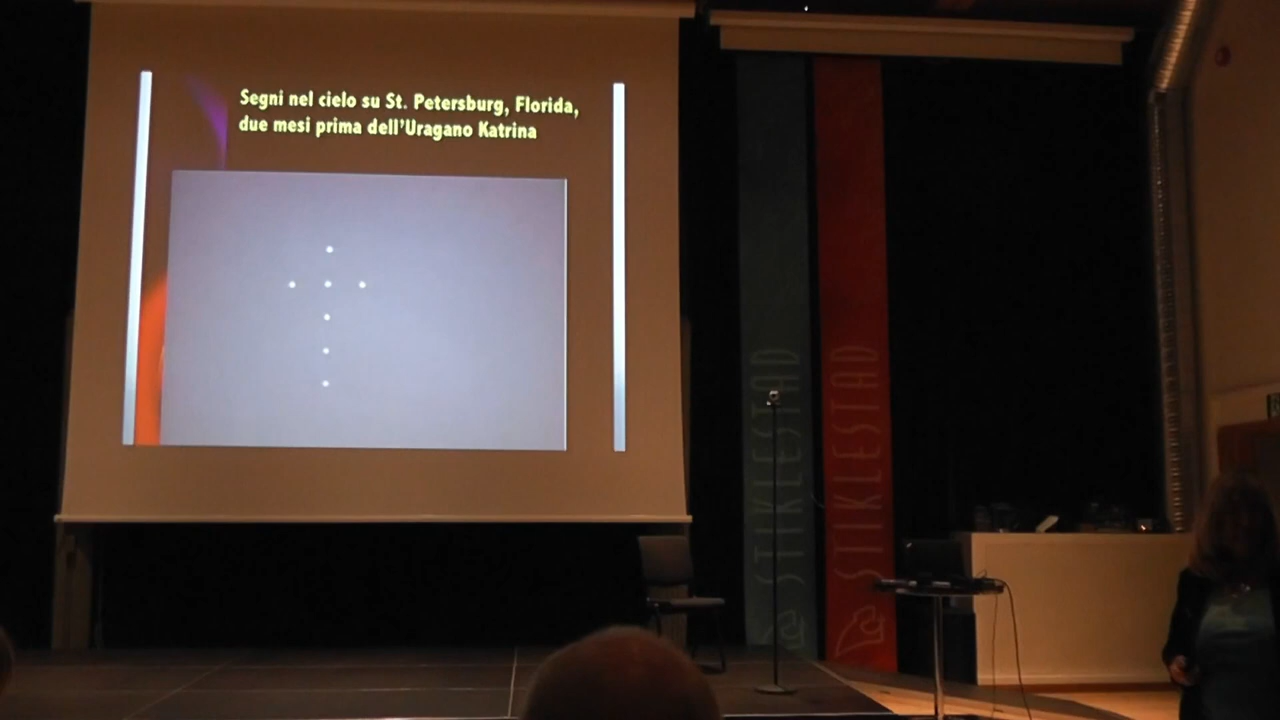 Segni nel cielo su St. Petersburg, Florida,
due mesi prima dell'Uragano Katrina
STIKLESTAD
STIKLESTAD